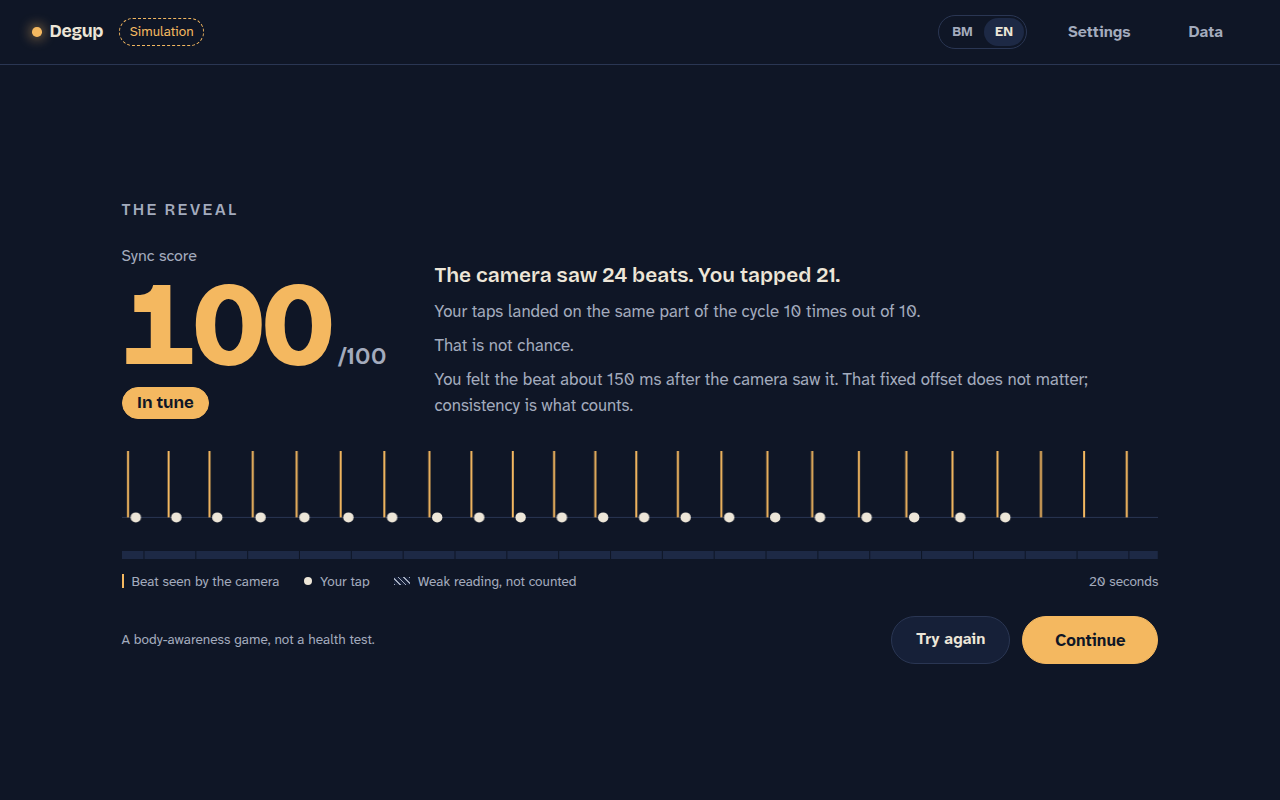 Degup
Simulation
BM
EN
Settings
Data
THE REVEAL
Sync score
100
/100
In tune
The camera saw 24 beats. You tapped 21.
Your taps landed on the same part of the cycle 10 times out of 10.
That is not chance.
You felt the beat about 150 ms after the camera saw it. That fixed offset does not matter;
consistency is what counts.
Beat seen by the camera
Your tap
Weak reading, not counted
20 seconds
A body-awareness game, not a health test.
Try again
Continue